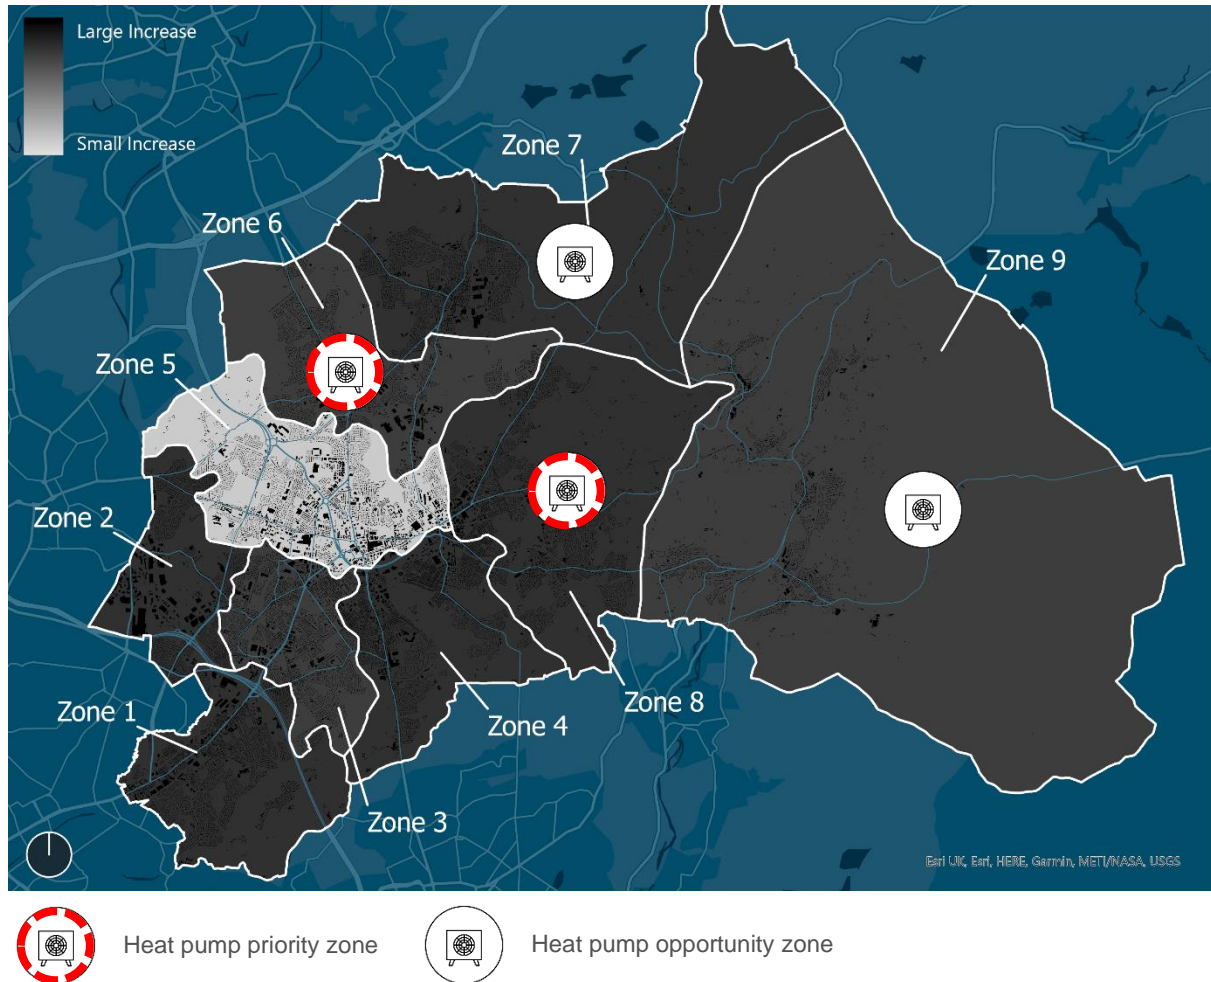 Large Increase
Small Increase
Zone 7
Zone 6
Zone 9
Zone 5
Zone 2
Zone 8
Zone 1
Zone 4
Zone 3
Esri UK, Esri, HERE, Garmin, METI/NASA, USGS
Heat pump priority zone
Heat pump opportunity zone